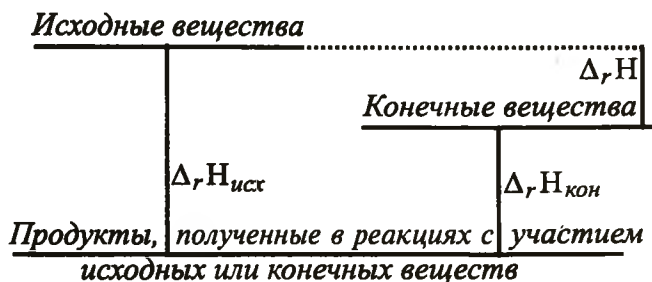 Исходные вещества
ΔᵣH
Конечные вещества
ΔᵣHисх
ΔᵣHкон
Продукты, полученные в реакциях с участием
исходных или конечных веществ